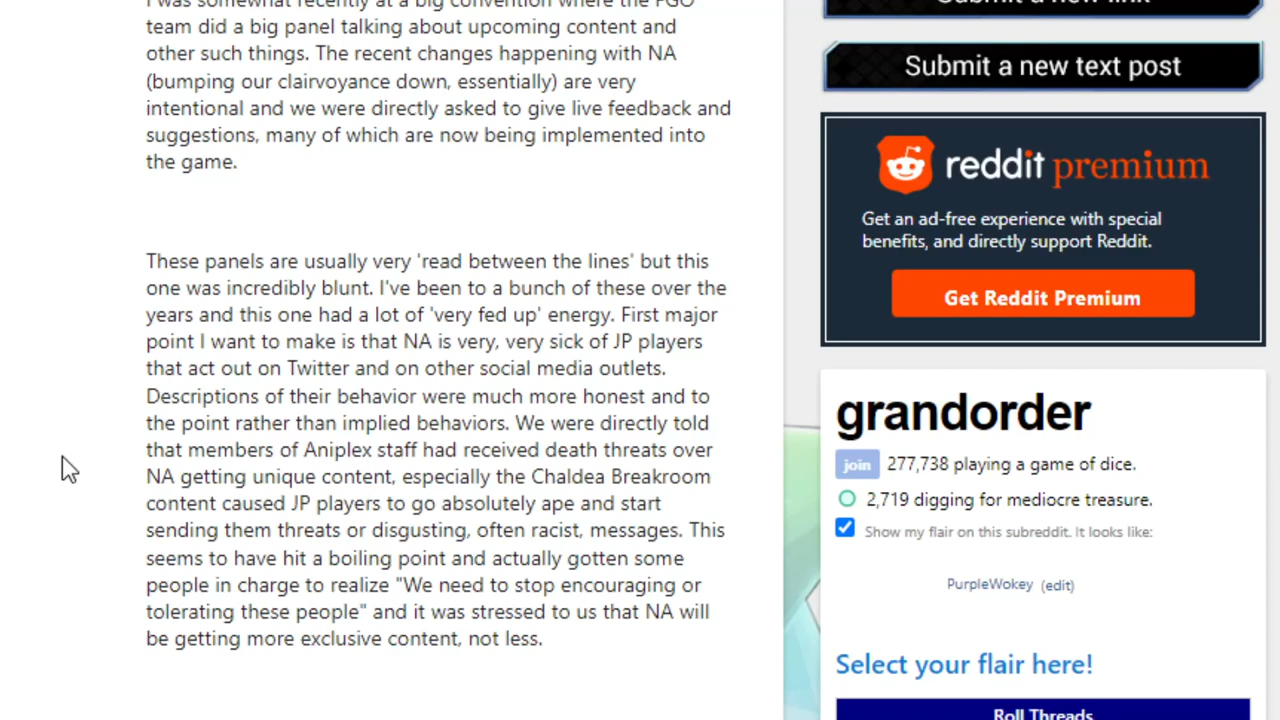 I was somewhat recently at a big convention where the FGO
team did a big panel talking about upcoming content and
other such things. The recent changes happening with NA
(bumping our clairvoyance down, essentially) are very
intentional and we were directly asked to give live feedback and
suggestions, many of which are now being implemented into
the game.
These panels are usually very 'read between the lines' but this
one was incredibly blunt. I've been to a bunch of these over the
years and this one had a lot of 'very fed up' energy. First major
point I want to make is that NA is very, very sick of JP players
that act out on Twitter and on other social media outlets.
Descriptions of their behavior were much more honest and to
the point rather than implied behaviors. We were directly told
that members of Aniplex staff had received death threats over
NA getting unique content, especially the Chaldea Breakroom
content caused JP players to go absolutely ape and start
sending them threats or disgusting, often racist, messages. This
seems to have hit a boiling point and actually gotten some
people in charge to realize "We need to stop encouraging or
tolerating these people" and it was stressed to us that NA will
be getting more exclusive content, not less.
Submit a new link
Submit a new text post
reddit premium
Get an ad-free experience with special
benefits, and directly support Reddit.
Get Reddit Premium
grandorder
join 277,738 playing a game of dice.
2,719 digging for mediocre treasure.
Show my flair on this subreddit. It looks like:
PurpleWokey (edit)
Select your flair here!
Roll Threads